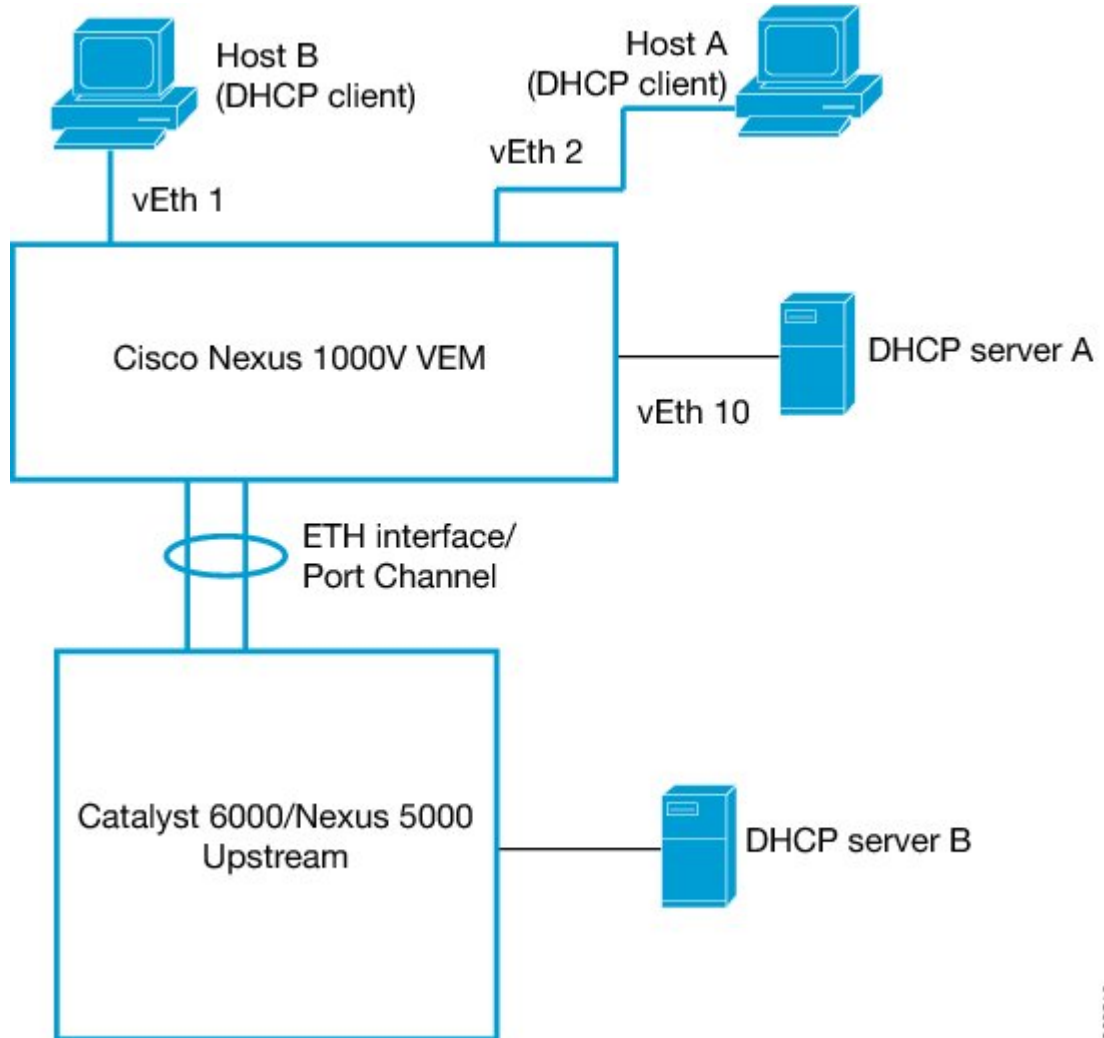 Host B
(DHCP client)
Host A
(DHCP client)
vEth 2
vEth 1
Cisco Nexus 1000V VEM
DHCP server A
vEth 10
ETH interface/
Port Channel
Catalyst 6000/Nexus 5000
Upstream
DHCP server B